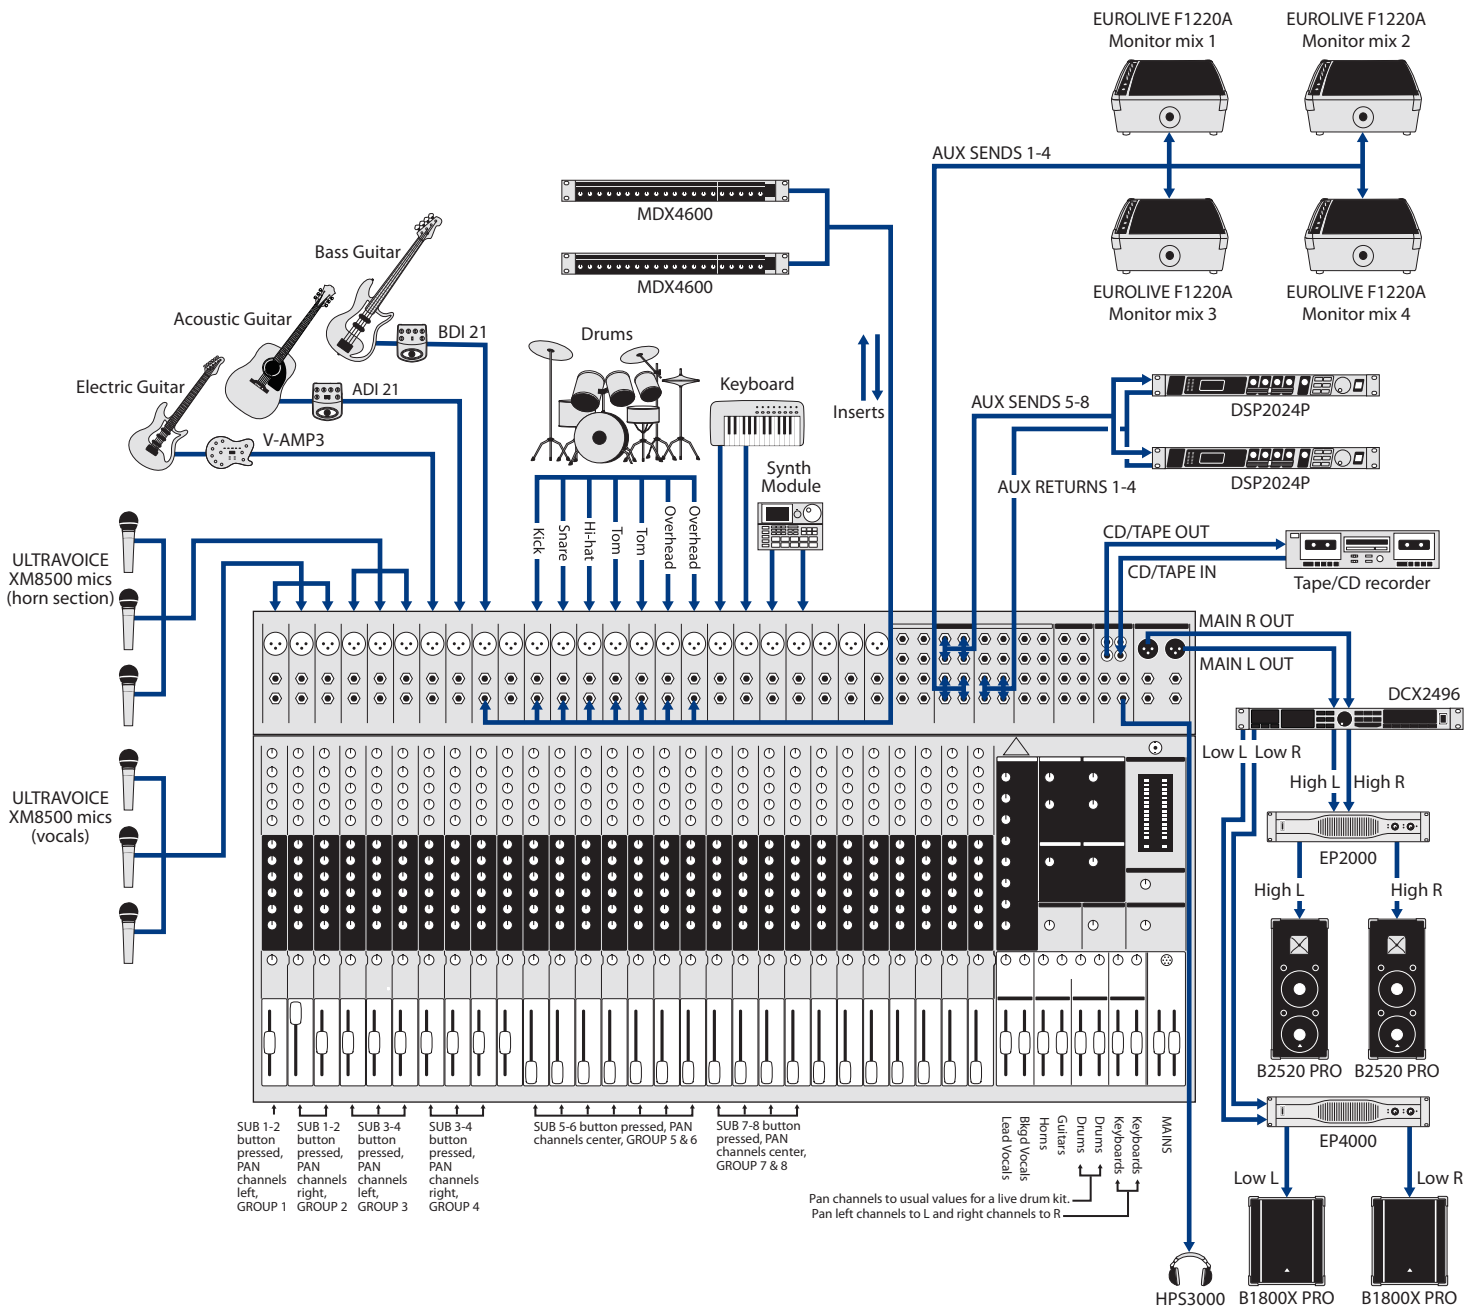 EUROLIVE F1220A
Monitor mix 1
EUROLIVE F1220A
Monitor mix 2
AUX SENDS 1-4
EUROLIVE F1220A
Monitor mix 3
EUROLIVE F1220A
Monitor mix 4
MDX4600
MDX4600
Bass Guitar
BDI 21
Acoustic Guitar
ADI 21
Electric Guitar
V-AMP3
Drums
Keyboard
Inserts
Synth
Module
AUX SENDS 5-8
DSP2024P
DSP2024P
AUX RETURNS 1-4
Kick
Snare
Hi-hat
Tom
Tom
Overhead
Overhead
CD/TAPE OUT
CD/TAPE IN
Tape/CD recorder
ULTRAVOICE
XM8500 mics
(horn section)
ULTRAVOICE
XM8500 mics
(vocals)
MAIN R OUT
MAIN L OUT
DCX2496
Low L
Low R
High L
High R
EP2000
High L
High R
B2520 PRO
B2520 PRO
EP4000
Low L
Low R
B1800X PRO
B1800X PRO
HPS3000
SUB 1-2
button
pressed,
PAN
channels
left,
GROUP 1
SUB 1-2
button
pressed,
PAN
channels
right,
GROUP 2
SUB 3-4
button
pressed,
PAN
channels
left,
GROUP 3
SUB 3-4
button
pressed,
PAN
channels
right,
GROUP 4
SUB 5-6 button pressed, PAN
channels center, GROUP 5 & 6
SUB 7-8 button
pressed, PAN
channels center,
GROUP 7 & 8
Lead Vocals
Bkgd Vocals
Horns
Guitars
Drums
Drums
Keyboards
Keyboards
MAINS
Pan channels to usual values for a live drum kit.
Pan left channels to L and right channels to R